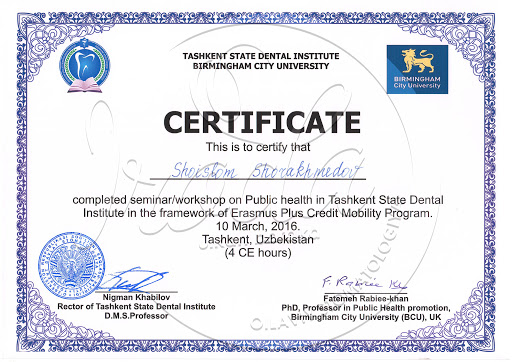 TASHKENT STATE DENTAL INSTITUTE
BIRMINGHAM CITY UNIVERSITY
BIRMINGHAM
City University
CERTIFICATE
This is to certify that
Shoislom Shorakhmedov
completed seminar/workshop on Public health in Tashkent State Dental
Institute in the framework of Erasmus Plus Credit Mobility Program.
10 March, 2016.
Tashkent, Uzbekistan
(4 CE hours)
Nigman Khabilov
Rector of Tashkent State Dental Institute
D.M.S.Professor
F. Rabiee
Fatemeh Rabiee-khan
PhD, Professor in Public Health promotion,
Birmingham City University (BCU), UK